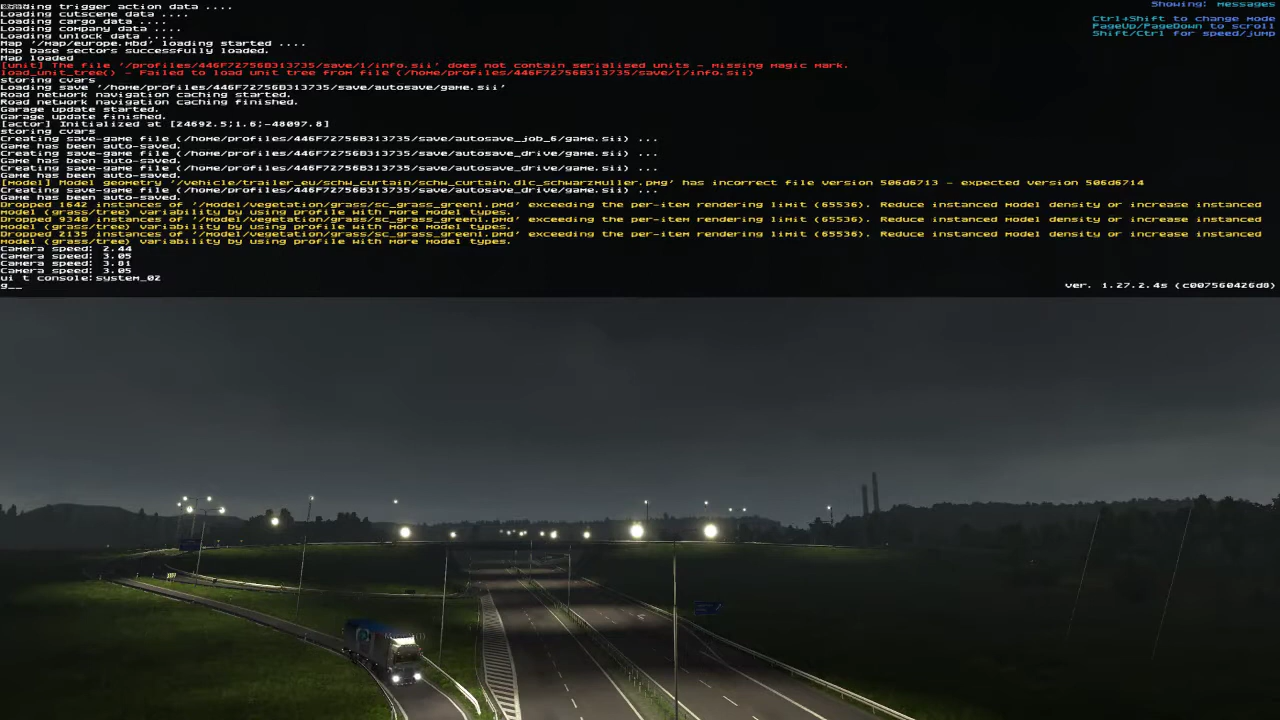 Loading trigger action data ....
Loading cutscene data ....
Loading cargo data ....
Loading company data ....
Loading unlock data ....
Map '/map/europe.mbd' loading started ....
Map base sectors successfully loaded.
Map loaded
[unit] The file '/profiles/446F72756B313735/save/1/info.sii' does not contain serialised units - missing magic mark.
load_unit_tree() - Failed to load unit tree from file (/home/profiles/446F72756B313735/save/1/info.sii)
storing cvars
Loading save '/home/profiles/446F72756B313735/save/autosave/game.sii'
Road network navigation caching started.
Road network navigation caching finished.
Garage update started.
Garage update finished.
[actor] Initialized at [24692.5;1.6;-48097.8]
storing cvars
Creating save-game file (/home/profiles/446F72756B313735/save/autosave_job_6/game.sii) ...
Game has been auto-saved.
Creating save-game file (/home/profiles/446F72756B313735/save/autosave_drive/game.sii) ...
Game has been auto-saved.
Creating save-game file (/home/profiles/446F72756B313735/save/autosave_drive/game.sii) ...
Game has been auto-saved.
[model] Model geometry '/vehicle/trailer_eu/schw_curtain/schw_curtain.dlc_schwarzmuller.pmg' has incorrect file version 506d6713 - expected version 506d6714
Creating save-game file (/home/profiles/446F72756B313735/save/autosave_drive/game.sii) ...
Game has been auto-saved.
Dropped 1642 instances of '/model/vegetation/grass/sc_grass_green1.pmd' exceeding the per-item rendering limit (65536). Reduce instanced model density or increase instanced
model (grass/tree) variability by using profile with more model types.
Dropped 9340 instances of '/model/vegetation/grass/sc_grass_green1.pmd' exceeding the per-item rendering limit (65536). Reduce instanced model density or increase instanced
model (grass/tree) variability by using profile with more model types.
Dropped 2135 instances of '/model/vegetation/grass/sc_grass_green1.pmd' exceeding the per-item rendering limit (65536). Reduce instanced model density or increase instanced
model (grass/tree) variability by using profile with more model types.
Camera speed: 2.44
Camera speed: 3.05
Camera speed: 3.81
Camera speed: 3.05
ui t console:system_02
g__
Showing: messages
Ctrl+Shift to change mode
PageUp/PageDown to scroll
Shift/Ctrl for speed/jump
ver. 1.27.2.4s (c007560426d8)